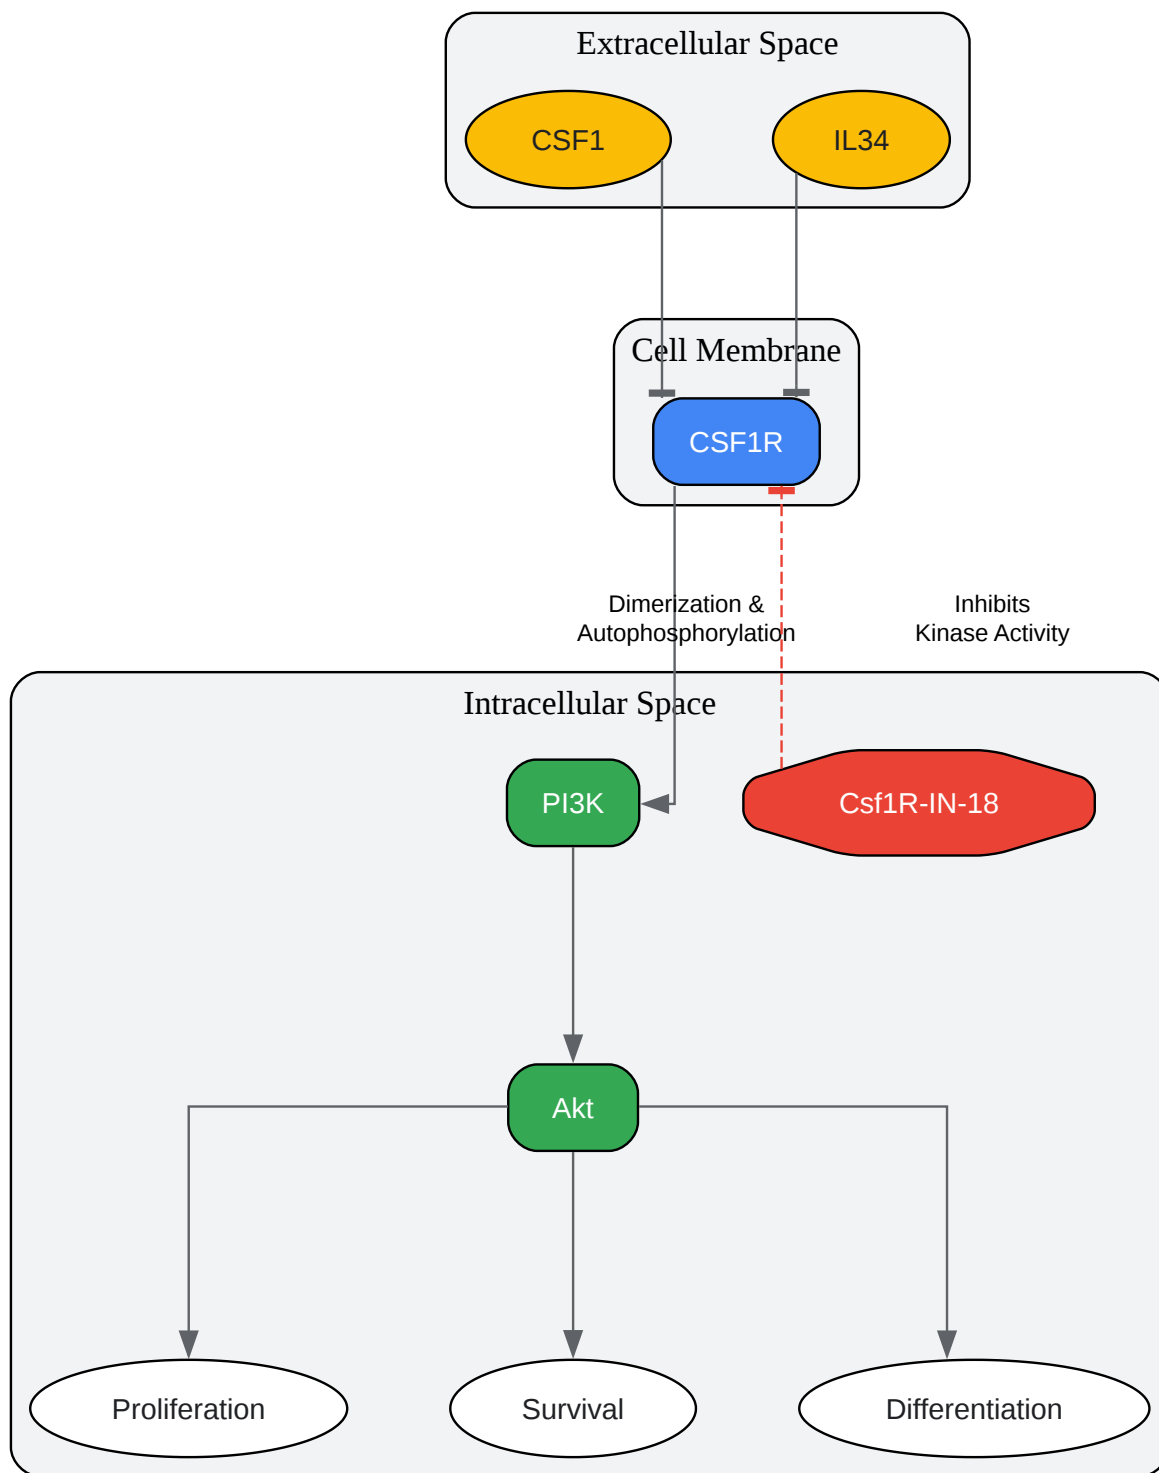 Extracellular Space
CSF1
IL34
Cell Membrane
CSF1R
Dimerization &
Autophosphorylation
Inhibits
Kinase Activity
Intracellular Space
PI3K
Csf1R-IN-18
Akt
Proliferation
Survival
Differentiation